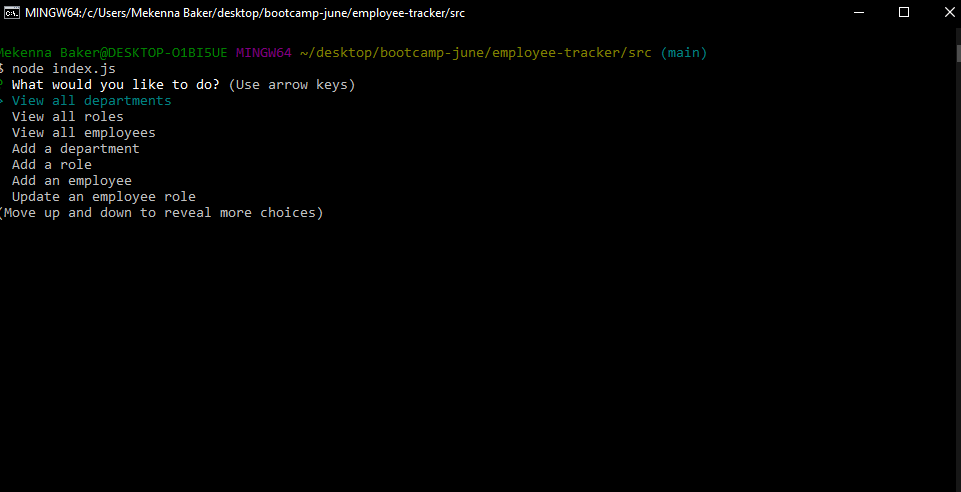 MINGW64:/c/Users/Mekenna Baker/desktop/bootcamp-june/employee-tracker/src
Mekenna Baker@DESKTOP-O1BI5UE MINGW64 ~/desktop/bootcamp-june/employee-tracker/src (main)
$ node index.js
? What would you like to do? (Use arrow keys)
> View all departments
View all roles
View all employees
Add a department
Add a role
Add an employee
Update an employee role
(Move up and down to reveal more choices)